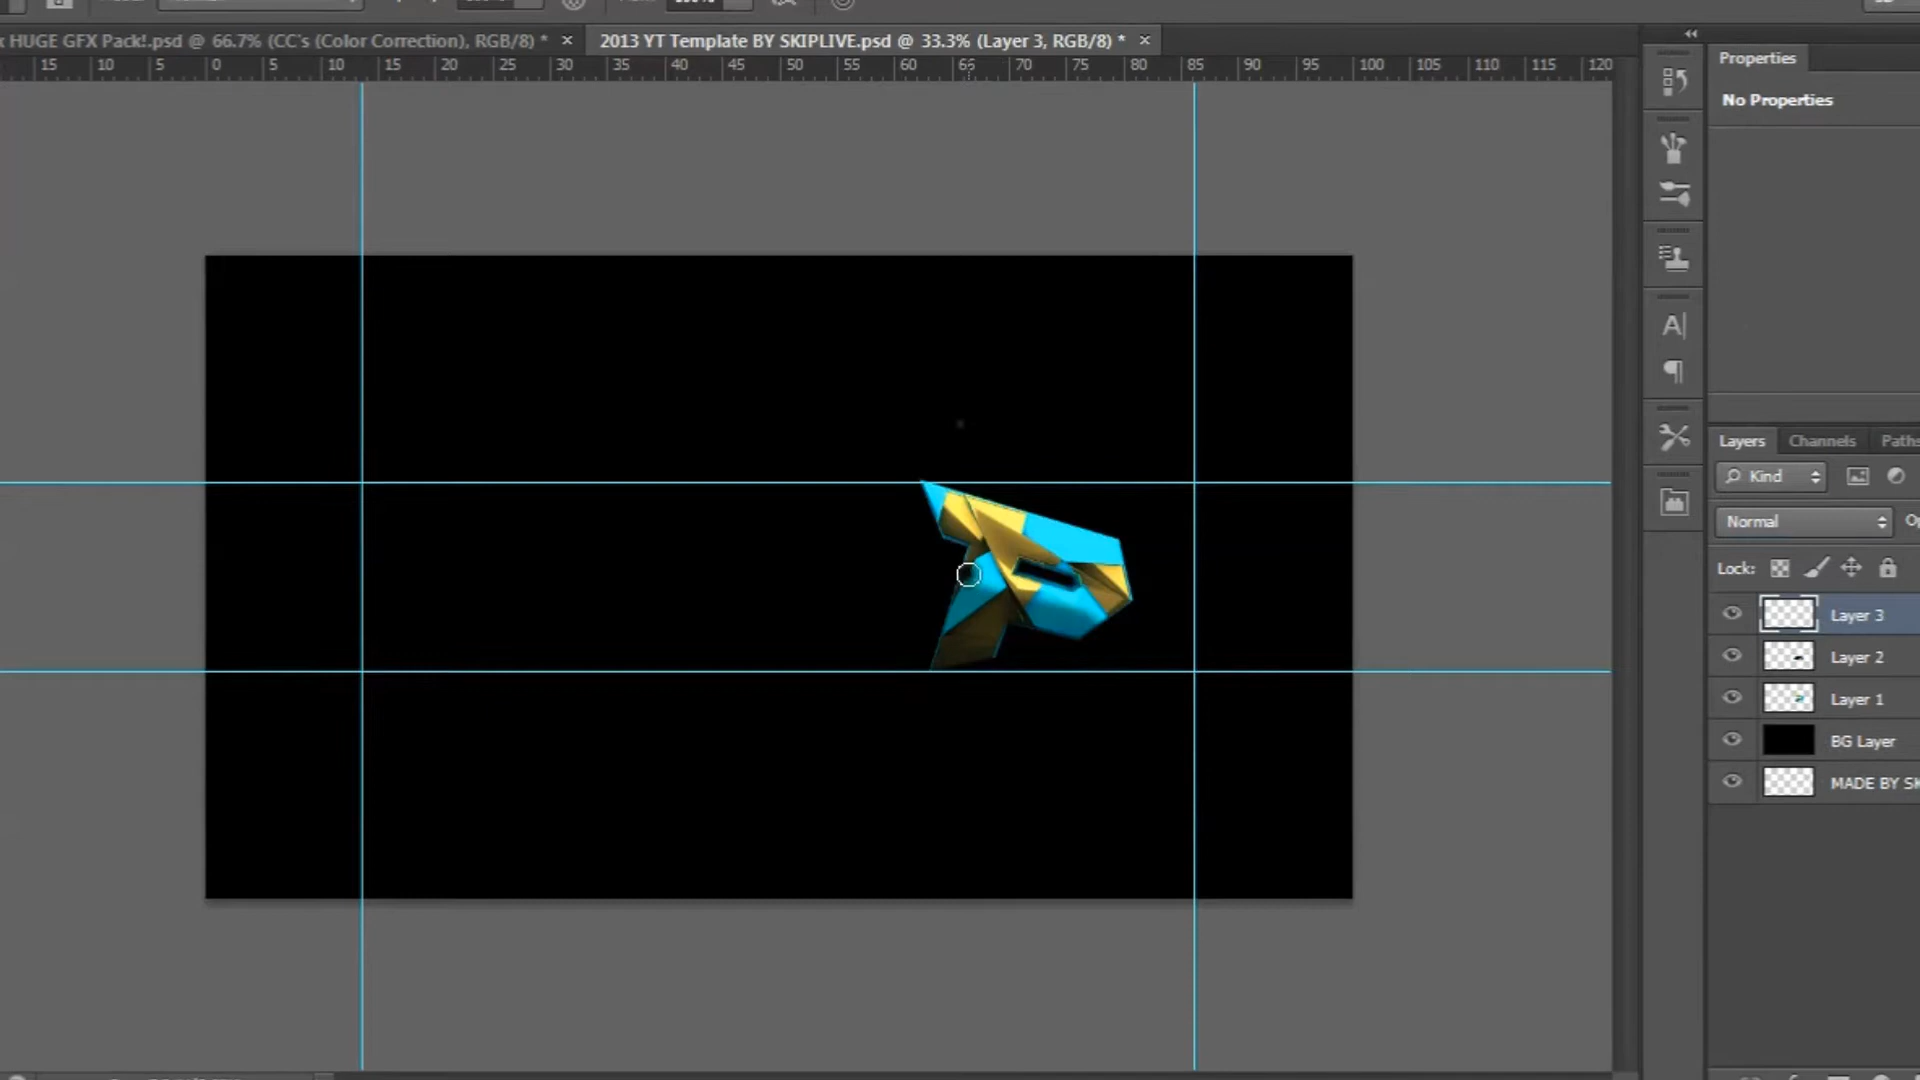 HUGE GFX Pack!.psd @ 66.7% (CC's (Color Correction), RGB/8) * ×
2013 YT Template BY SKIPLIVE.psd @ 33.3% (Layer 3, RGB/8) * ×
15 10 5 0 5 10 15 20 25 30 35 40 45 50 55 60 65 70 75 80 85 90 95 100 105 110 115 120
Properties
No Properties
Layers Channels Paths
Kind
Normal
Lock:
Layer 3
Layer 2
Layer 1
BG Layer
MADE BY SK